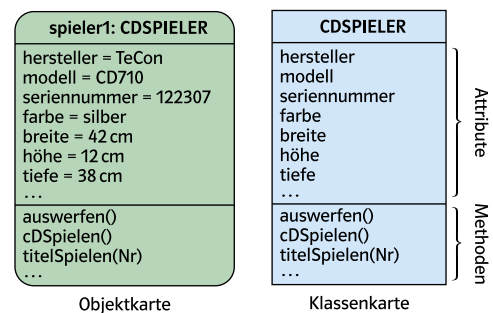 spieler1: CDSPIELER
hersteller = TeCon
modell = CD710
seriennummer = 122307
farbe = silber
breite = 42 cm
höhe = 12 cm
tiefe = 38 cm
...
auswerfen()
cDSpielen()
titelSpielen(Nr)
...
Objektkarte
CDSPIELER
hersteller
modell
seriennummer
farbe
breite
höhe
tiefe
...
auswerfen()
cDSpielen()
titelSpielen(Nr)
...
Klassenkarte
Attribute
Methoden